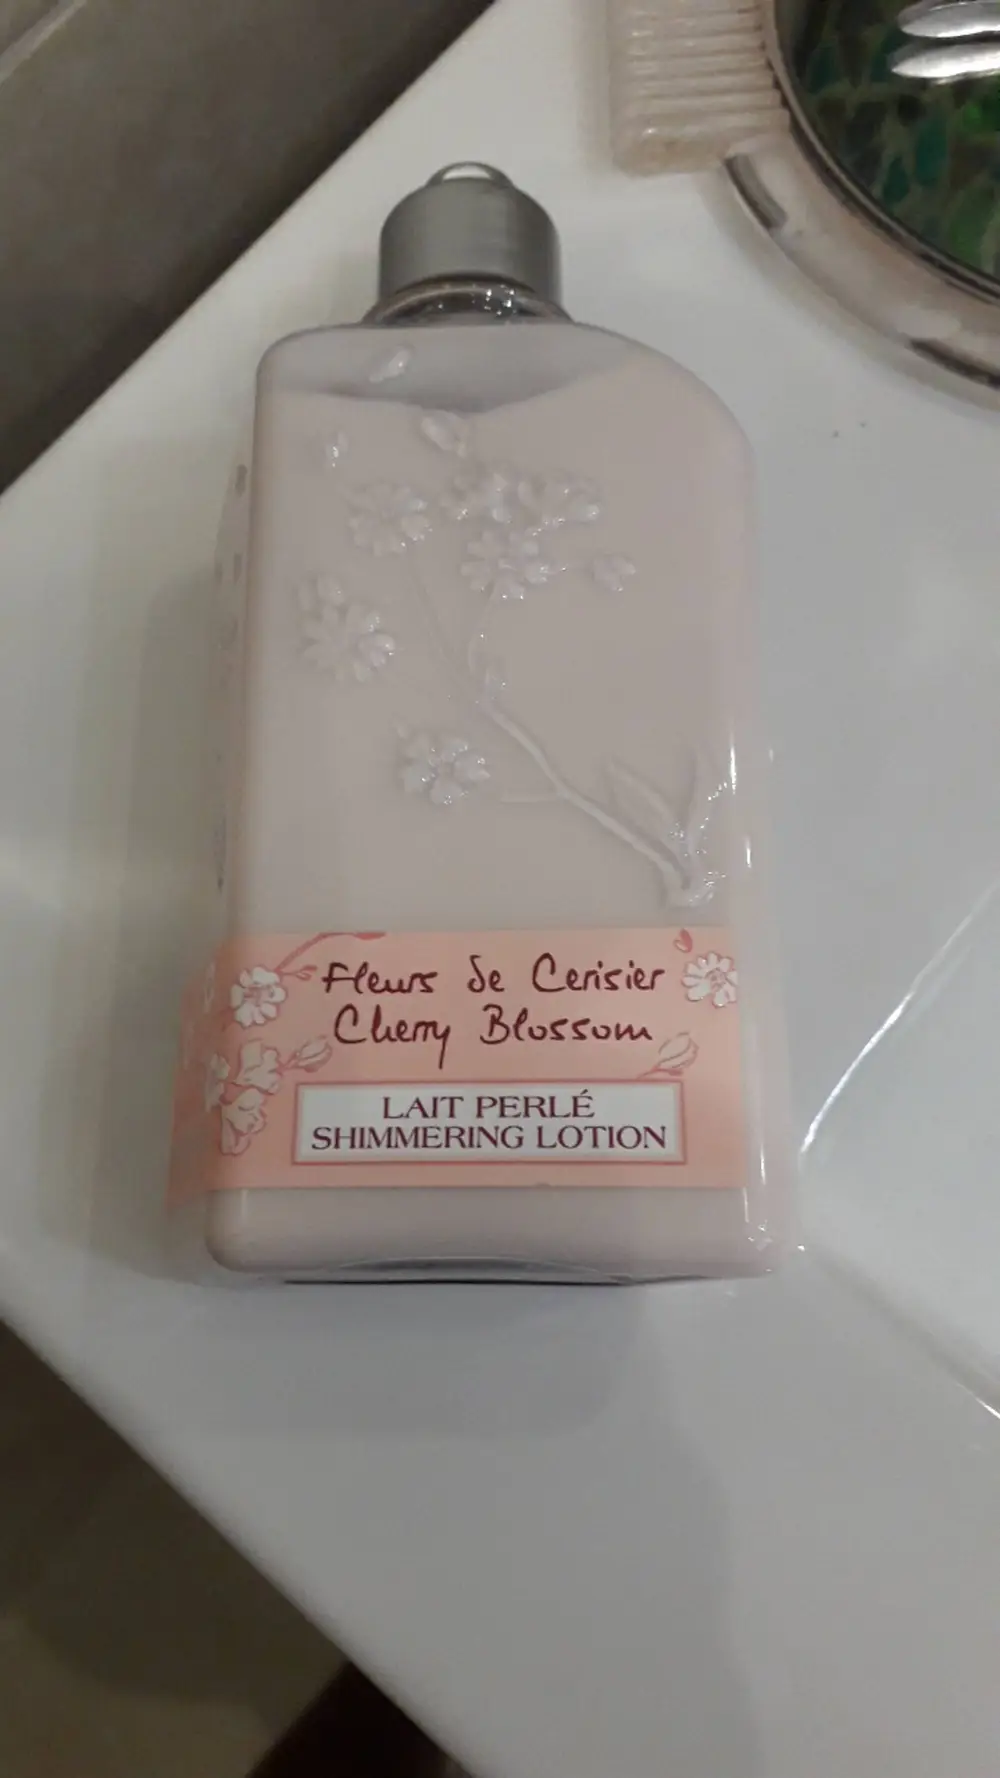 Fleurs de Cerisier
Cherry Blossom
LAIT PERLÉ
SHIMMERING LOTION